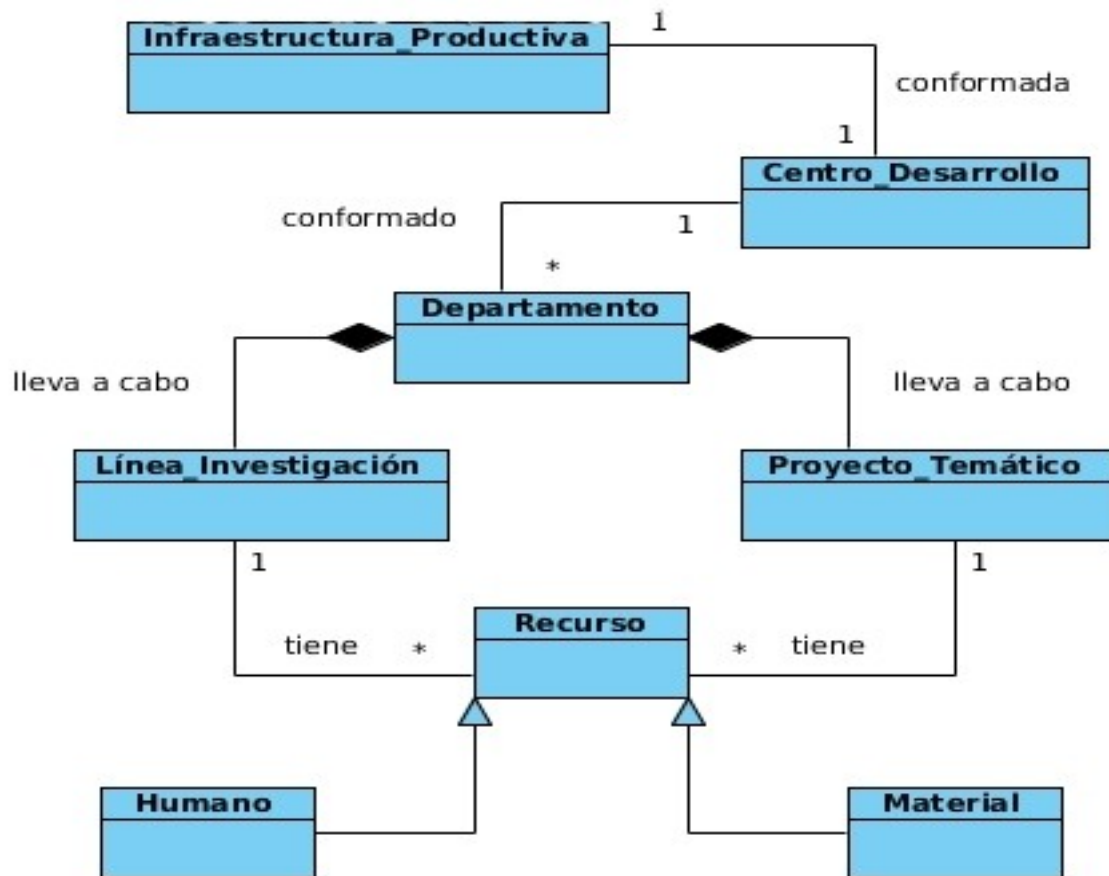 1
Infraestructura_Productiva
conformada
1
Centro_Desarrollo
conformado
1
*
Departamento
lleva a cabo
lleva a cabo
Línea_Investigación
Proyecto_Temático
1
1
Recurso
tiene
*
*
tiene
Humano
Material